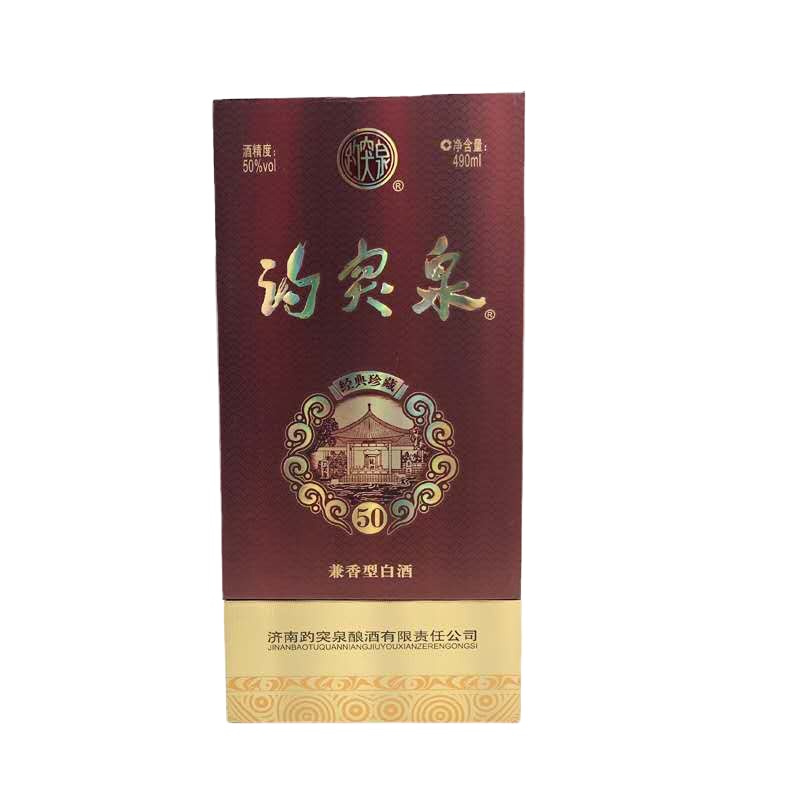 酒精度：
50%vol
趵突泉
®
净含量：
490ml
趵突泉®
经典珍藏
50
兼香型白酒
济南趵突泉酿酒有限责任公司
JINANBAOTUQUANNIANGJIUYOUXIANZERENGONGSI